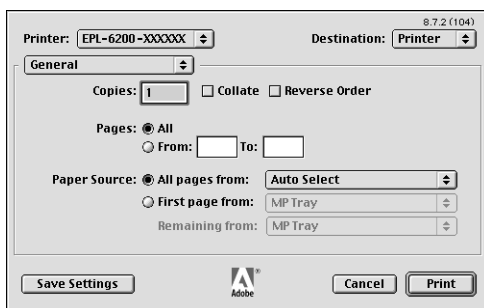 8.7.2 (104)
Printer: EPL-6200-XXXXXX Destination: Printer
General
Copies: 1 Collate Reverse Order
Pages: All
From: To:
Paper Source: All pages from: Auto Select
First page from: MP Tray
Remaining from: MP Tray
Save Settings Adobe ® Cancel Print